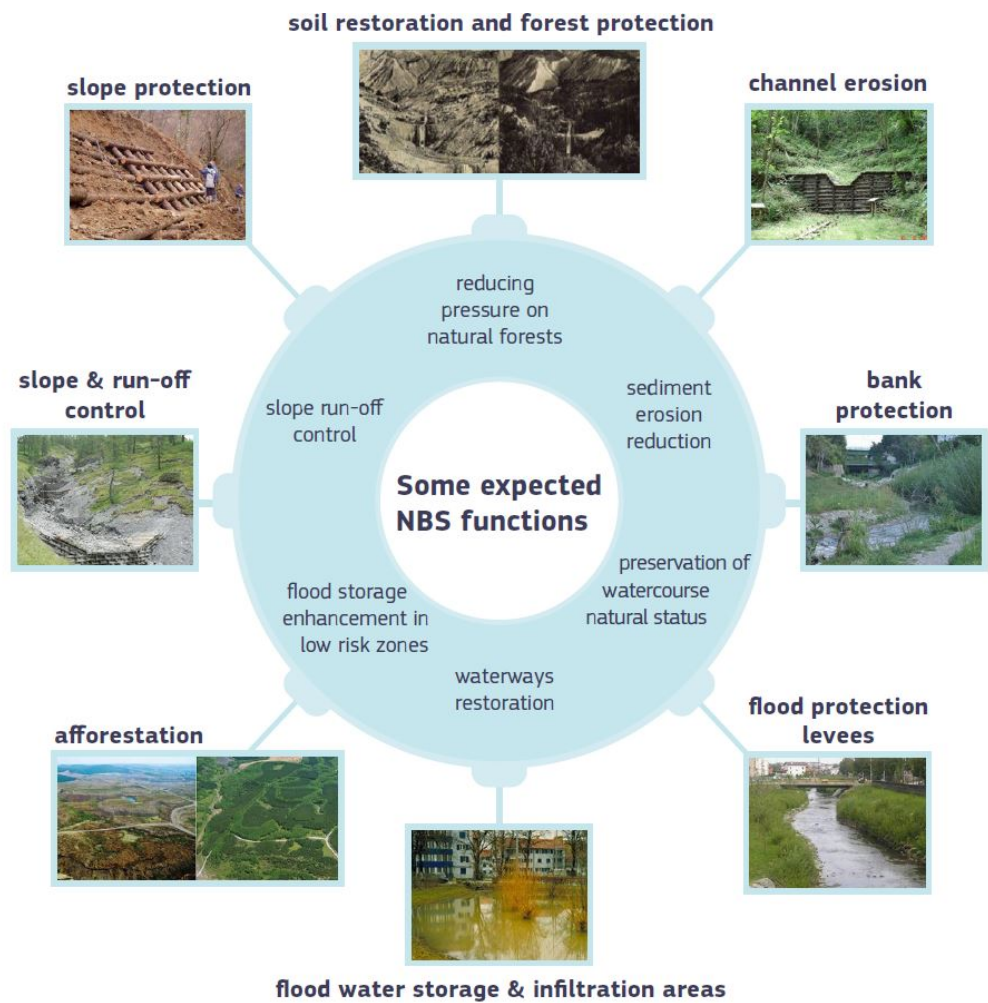 soil restoration and forest protection
slope protection
channel erosion
reducing
pressure on
natural forests
slope & run-off
control
slope run-off
control
sediment
erosion
reduction
bank
protection
Some expected
NBS functions
flood storage
enhancement in
low risk zones
preservation of
watercourse
natural status
waterways
restoration
afforestation
flood protection
levees
flood water storage & infiltration areas